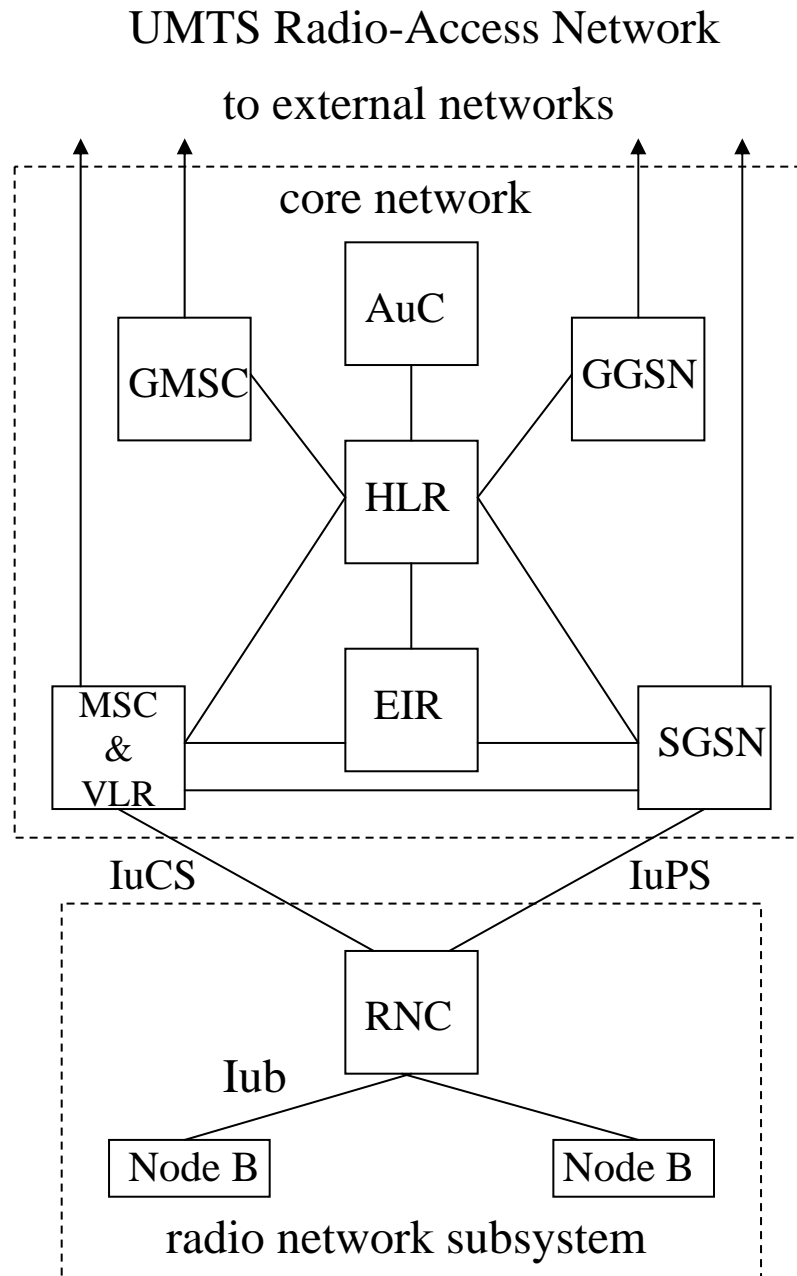 UMTS Radio-Access Network
to external networks
core network
AuC
GMSC
GGSN
HLR
EIR
MSC
&
VLR
SGSN
IuCS
IuPS
RNC
Iub
Node B
Node B
radio network subsystem